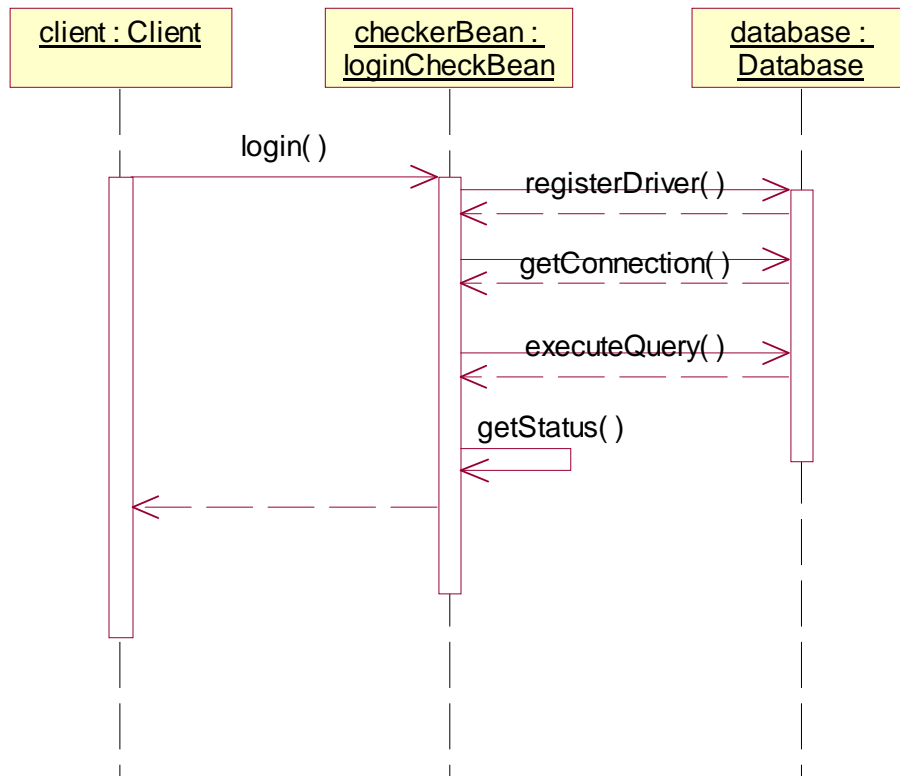 client : Client
checkerBean :
loginCheckBean
database :
Database
login( )
registerDriver( )
getConnection( )
executeQuery( )
getStatus( )